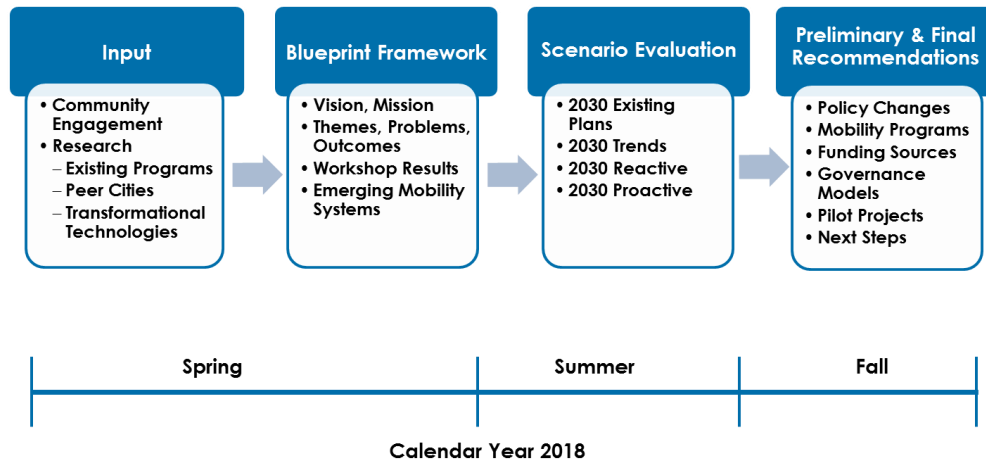 Input
• Community
Engagement
• Research
– Existing Programs
– Peer Cities
– Transformational
Technologies
Blueprint Framework
• Vision, Mission
• Themes, Problems,
Outcomes
• Workshop Results
• Emerging Mobility
Systems
Scenario Evaluation
• 2030 Existing
Plans
• 2030 Trends
• 2030 Reactive
• 2030 Proactive
Preliminary & Final
Recommendations
• Policy Changes
• Mobility Programs
• Funding Sources
• Governance
Models
• Pilot Projects
• Next Steps
Spring
Summer
Fall
Calendar Year 2018